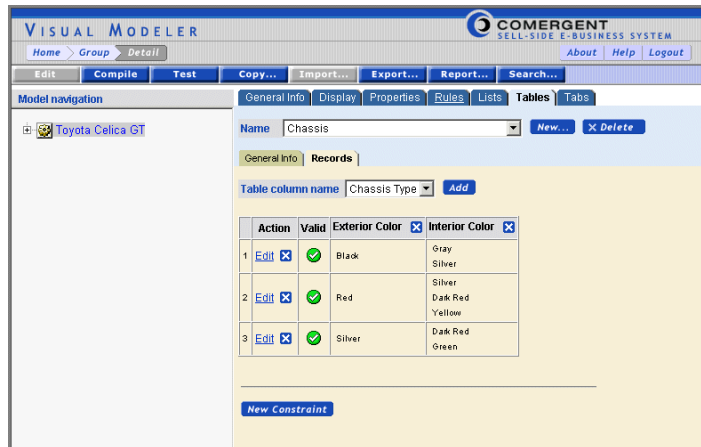 VISUAL MODELER
COMERGENT
SELL-SIDE E-BUSINESS SYSTEM
Home Group Detail
About Help Logout
Edit Compile Test Copy... Import... Export... Report... Search...
Model navigation
General Info Display Properties Rules Lists Tables Tabs
Toyota Celica GT
Name Chassis New... Delete
General Info Records
Table column name Chassis Type Add
Action Valid Exterior Color Interior Color
1 Edit Black Gray
Silver
2 Edit Red Silver
Dark Red
Yellow
3 Edit Silver Dark Red
Green
New Constraint